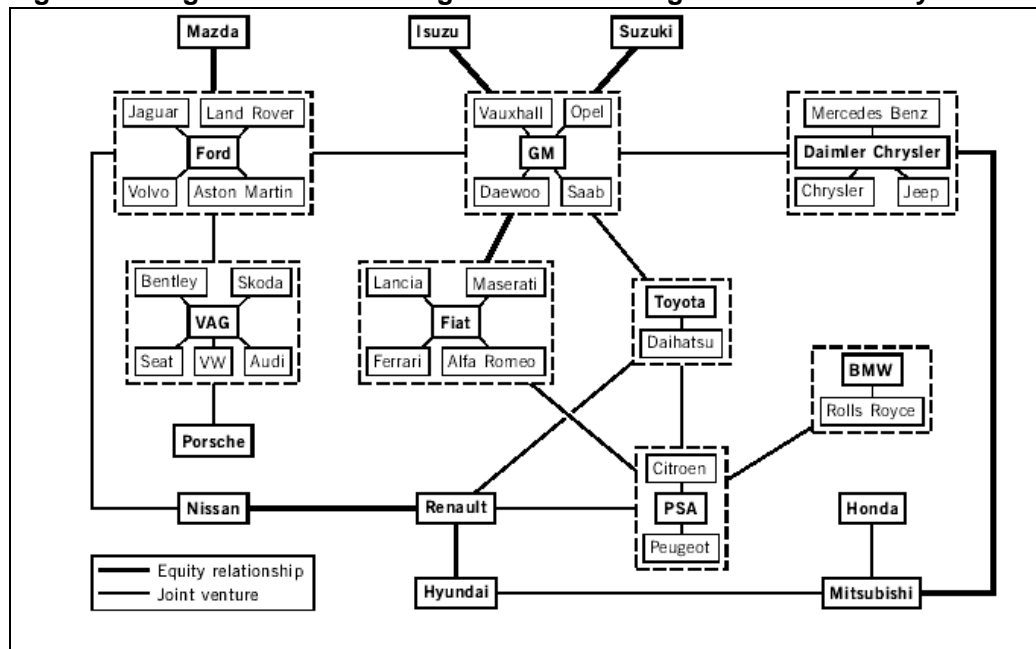 Mazda
Isuzu
Suzuki
Jaguar
Land Rover
Ford
Volvo
Aston Martin
Vauxhall
Opel
GM
Daewoo
Saab
Mercedes Benz
Daimler Chrysler
Chrysler
Jeep
Bentley
Skoda
VAG
Seat
VW
Audi
Lancia
Maserati
Fiat
Ferrari
Alfa Romeo
Toyota
Daihatsu
BMW
Rolls Royce
Porsche
Citroen
PSA
Peugeot
Nissan
Renault
Honda
Hyundai
Mitsubishi
Equity relationship
Joint venture